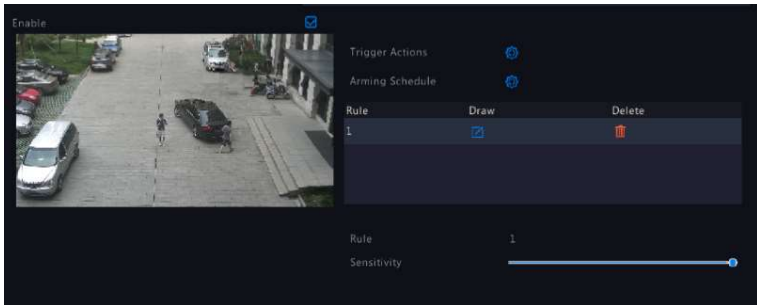 Enable
Trigger Actions
Arming Schedule
Rule Draw Delete
1
Rule 1
Sensitivity